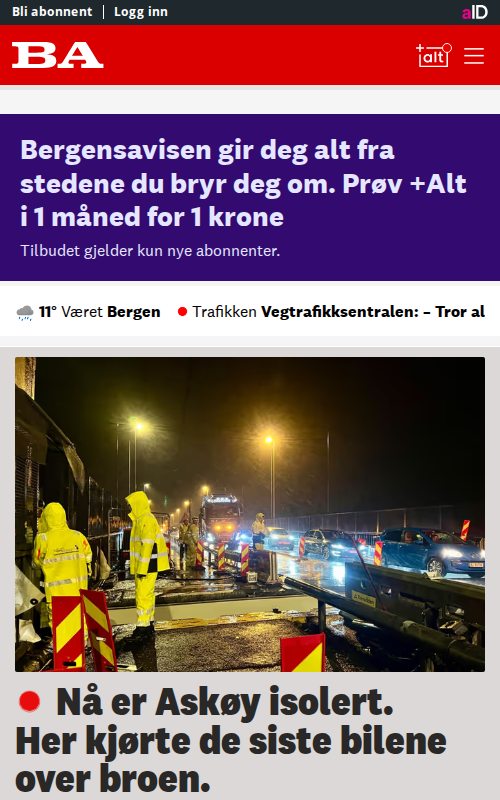 Bli abonnent | Logg inn
aID
BA
+alt
Bergensavisen gir deg alt fra
stedene du bryr deg om. Prøv +Alt
i 1 måned for 1 krone
Tilbudet gjelder kun nye abonnenter.
11° Været Bergen
Trafikken Vegtrafikksentralen: – Tror al
Nå er Askøy isolert.
Her kjørte de siste bilene
over broen.